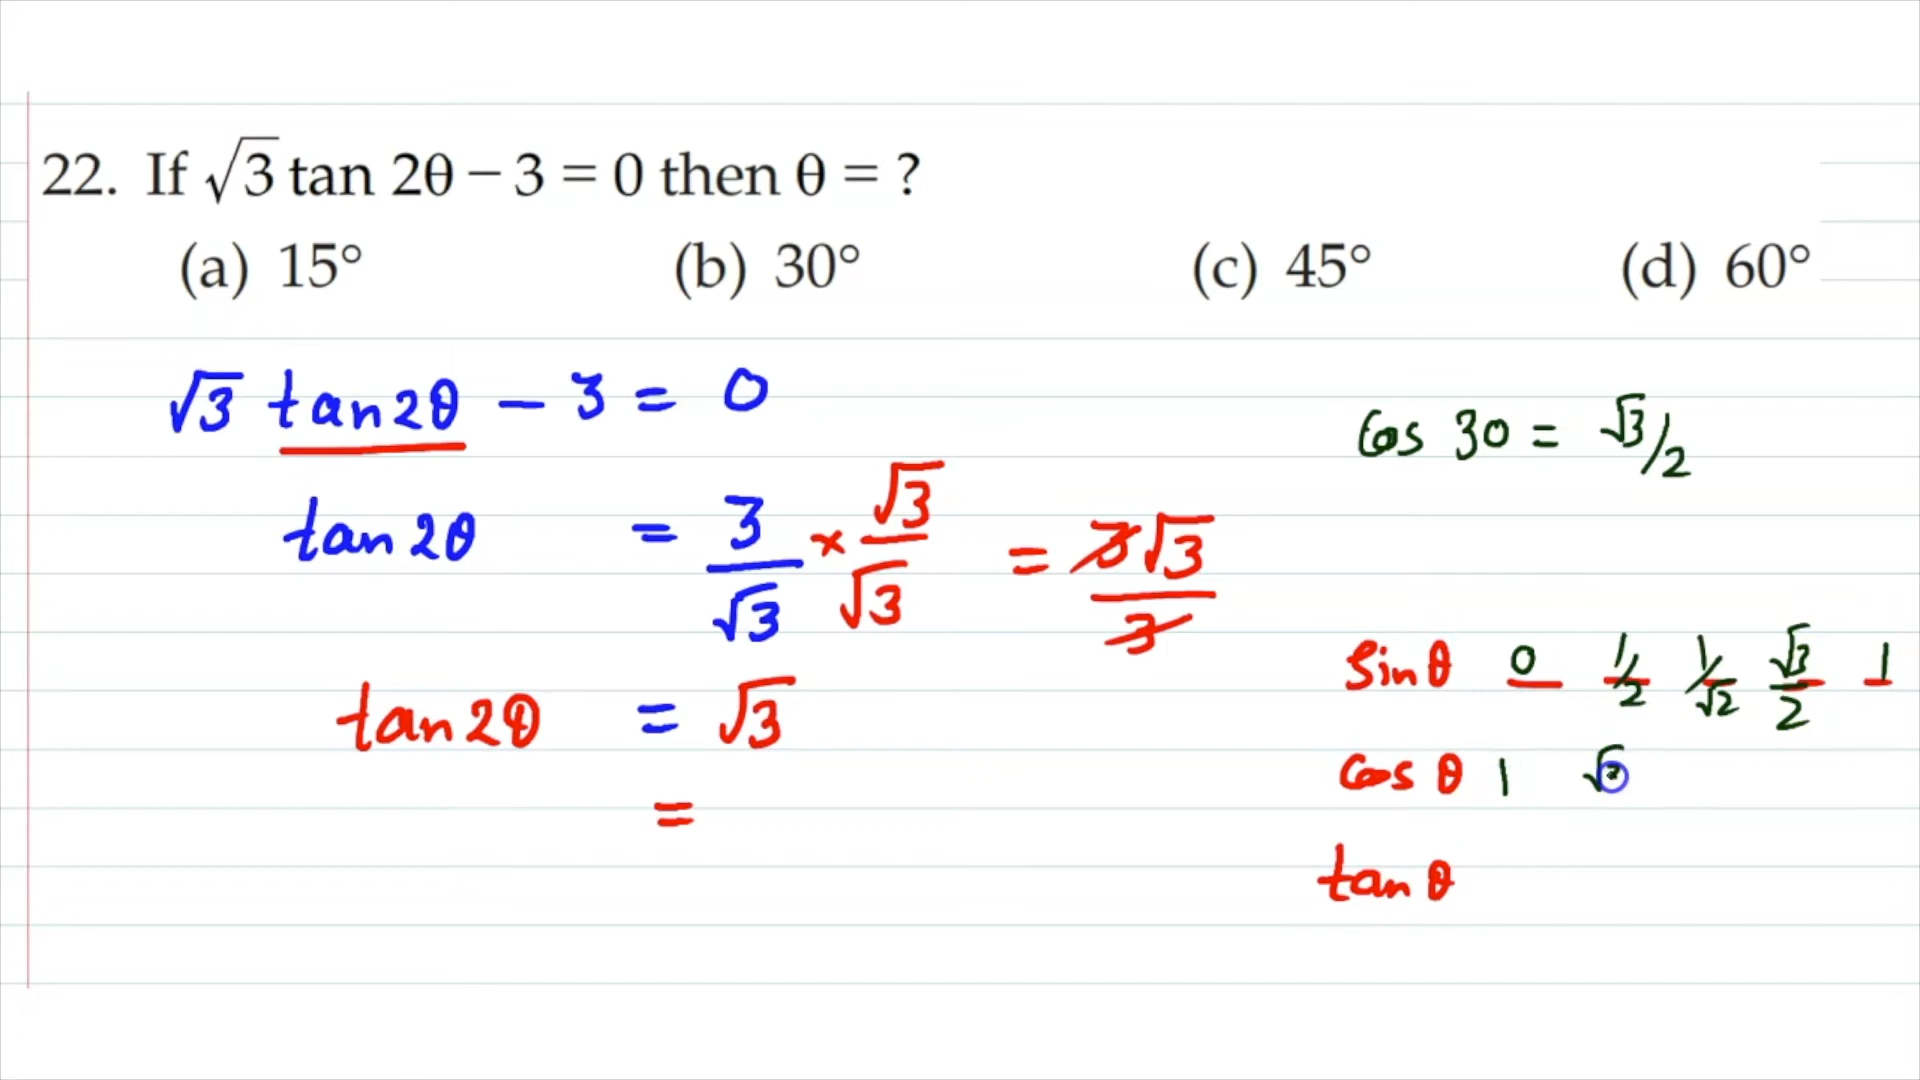 22. If √3 tan 2θ – 3 = 0 then θ = ?
(a) 15° (b) 30° (c) 45° (d) 60°
√3 tan2θ – 3 = 0
cos 30 = √3/2
tan 2θ = 3/√3 × √3/√3 = 3√3/3
sin θ 0 1/2 1/√2 √3/2 1
tan 2θ = √3
cos θ 1 √3
=
tan θ